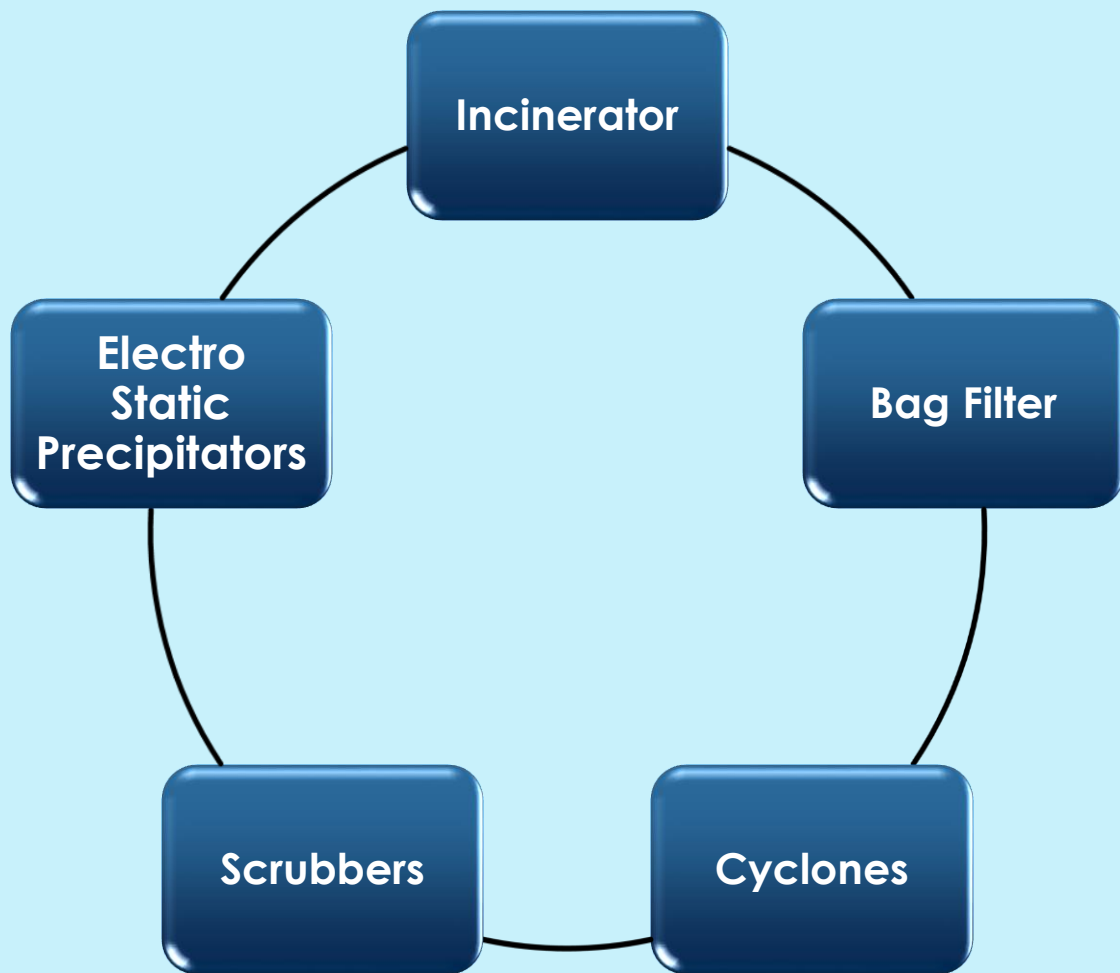 Incinerator
Electro
Static
Precipitators
Bag Filter
Scrubbers
Cyclones